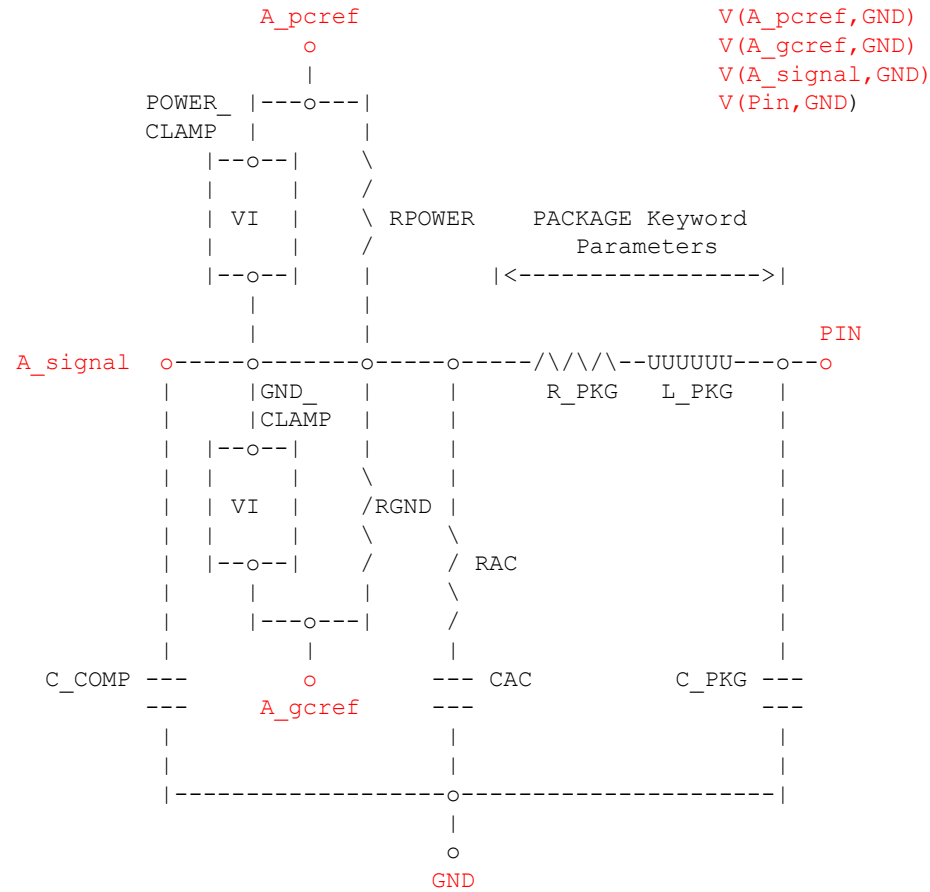 A_pcref
V(A_pcref,GND)
V(A_gcref,GND)
V(A_signal,GND)
V(Pin,GND)
POWER_
CLAMP
VI
RPOWER
PACKAGE Keyword
Parameters
PIN
A_signal
GND_
CLAMP
R_PKG
L_PKG
VI
RGND
RAC
C_COMP
CAC
C_PKG
A_gcref
GND